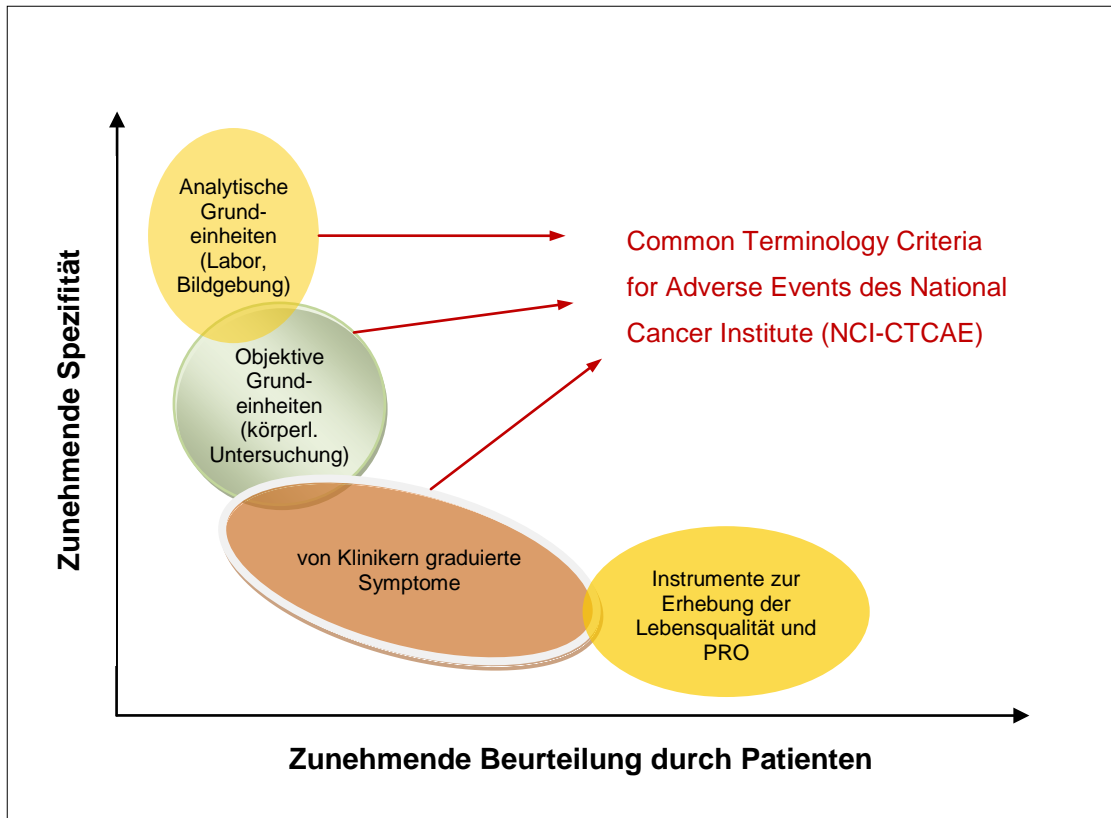 Zunehmende Spezifität
Analytische
Grund-
einheiten
(Labor,
Bildgebung)
Common Terminology Criteria
for Adverse Events des National
Cancer Institute (NCI-CTCAE)
Objektive
Grund-
einheiten
(körperl.
Untersuchung)
von Klinikern graduierte
Symptome
Instrumente zur
Erhebung der
Lebensqualität und
PRO
Zunehmende Beurteilung durch Patienten